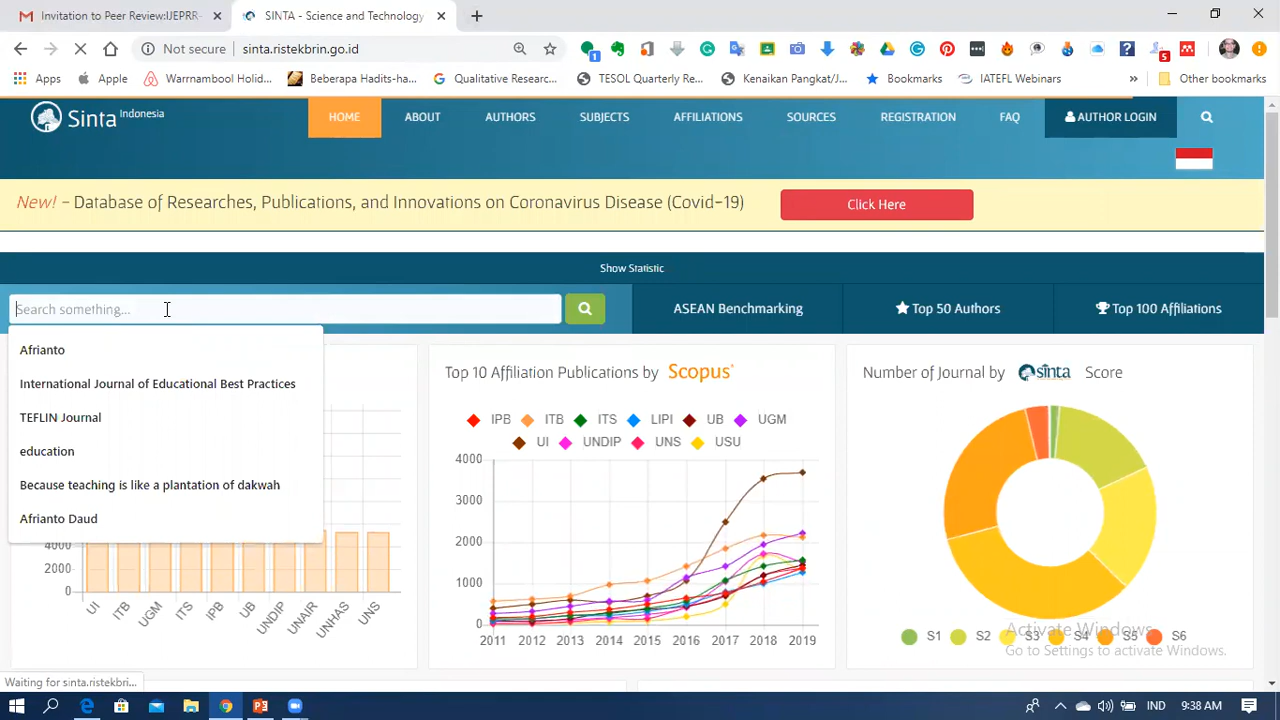 Invitation to Peer Review:IJEPRR-
SINTA - Science and Technology
Not secure
sinta.ristekbrin.go.id
1
5
Apps
Apple
Warrnambool Holid...
Beberapa Hadits-ha...
Qualitative Researc...
TESOL Quarterly Re...
Kenaikan Pangkat/J...
Bookmarks
IATEFL Webinars
Other bookmarks
Sinta Indonesia
HOME
ABOUT
AUTHORS
SUBJECTS
AFFILIATIONS
SOURCES
REGISTRATION
FAQ
AUTHOR LOGIN
New! - Database of Researches, Publications, and Innovations on Coronavirus Disease (Covid-19)
Click Here
Show Statistic
Search something...
ASEAN Benchmarking
Top 50 Authors
Top 100 Affiliations
Afrianto
International Journal of Educational Best Practices
TEFLIN Journal
education
Because teaching is like a plantation of dakwah
Afrianto Daud
4000
2000
0
UI
ITB
UGM
ITS
IPB
UB
UNDIP
UNAIR
UNHAS
UNS
Top 10 Affiliation Publications by Scopus
IPB
ITB
ITS
LIPI
UB
UGM
UI
UNDIP
UNS
USU
4000
3000
2000
1000
0
2011
2012
2013
2014
2015
2016
2017
2018
2019
Number of Journal by sinta Score
S1
S2
S3
S4
S5
S6
Activate Windows
Go to Settings to activate Windows.
Waiting for sinta.ristekbri...
IND
9:38 AM